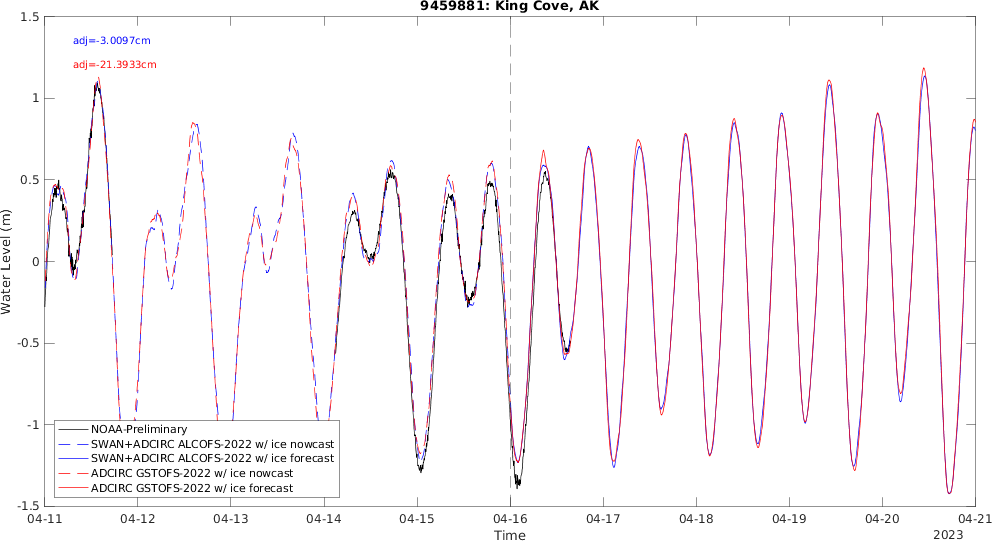 9459881: King Cove, AK
adj=-3.0097cm
adj=-21.3933cm
Water Level (m)
1.5
1
0.5
0
-0.5
-1
-1.5
NOAA-Preliminary
SWAN+ADCIRC ALCOFS-2022 w/ ice nowcast
SWAN+ADCIRC ALCOFS-2022 w/ ice forecast
ADCIRC GSTOFS-2022 w/ ice nowcast
ADCIRC GSTOFS-2022 w/ ice forecast
04-11 04-12 04-13 04-14 04-15 04-16 04-17 04-18 04-19 04-20 04-21
Time
2023